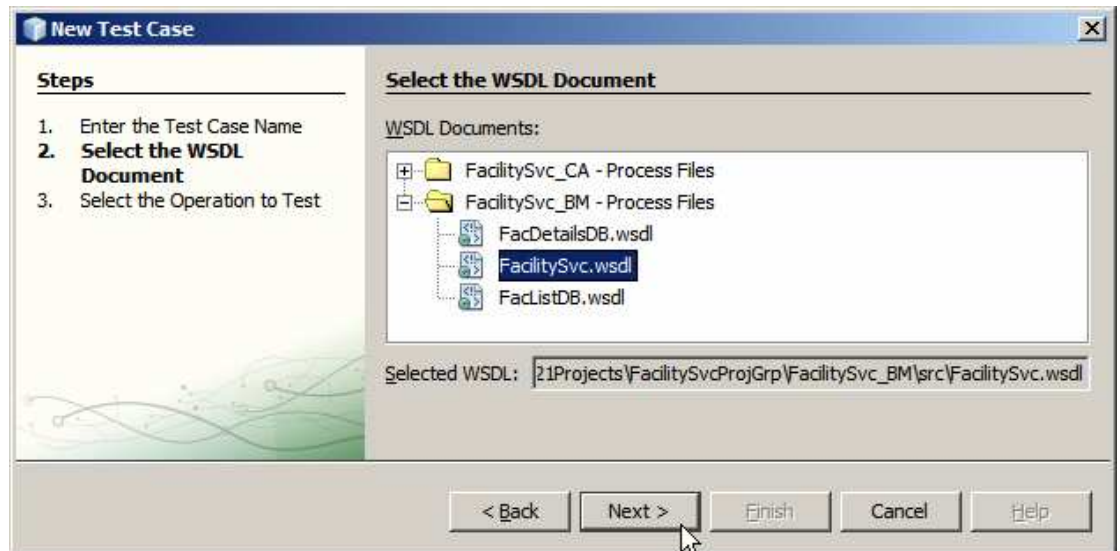 New Test Case
Steps
1. Enter the Test Case Name
2. Select the WSDL
Document
3. Select the Operation to Test
Select the WSDL Document
WSDL Documents:
FacilitySvc_CA - Process Files
FacilitySvc_BM - Process Files
FacDetailsDB.wsdl
FacilitySvc.wsdl
FacListDB.wsdl
Selected WSDL: 21Projects\FacilitySvcProjGrp\FacilitySvc_BM\src\FacilitySvc.wsdl
< Back Next > Finish Cancel Help